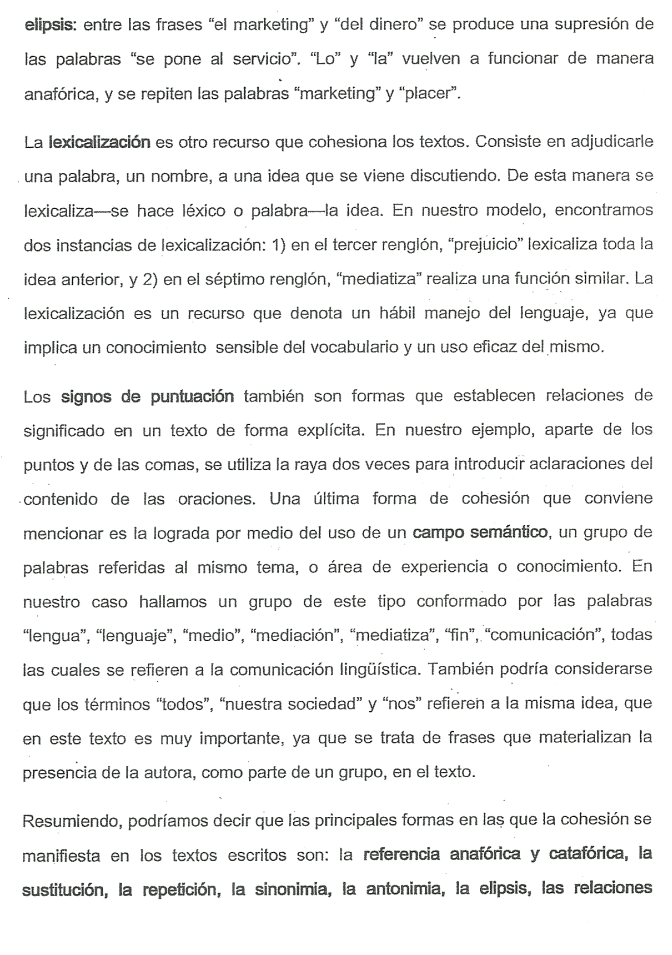 elipsis: entre las frases “el marketing” y “del dinero” se produce una supresión de
las palabras “se pone al servicio”. “Lo” y “la” vuelven a funcionar de manera
anafórica, y se repiten las palabras “marketing” y “placer”.
La lexicalización es otro recurso que cohesiona los textos. Consiste en adjudicarle
una palabra, un nombre, a una idea que se viene discutiendo. De esta manera se
lexicaliza—se hace léxico o palabra—la idea. En nuestro modelo, encontramos
dos instancias de lexicalización: 1) en el tercer renglón, “prejuicio” lexicaliza toda la
idea anterior, y 2) en el séptimo renglón, “mediatiza” realiza una función similar. La
lexicalización es un recurso que denota un hábil manejo del lenguaje, ya que
implica un conocimiento sensible del vocabulario y un uso eficaz del mismo.
Los signos de puntuación también son formas que establecen relaciones de
significado en un texto de forma explícita. En nuestro ejemplo, aparte de los
puntos y de las comas, se utiliza la raya dos veces para introducir aclaraciones del
contenido de las oraciones. Una última forma de cohesión que conviene
mencionar es la lograda por medio del uso de un campo semántico, un grupo de
palabras referidas al mismo tema, o área de experiencia o conocimiento. En
nuestro caso hallamos un grupo de este tipo conformado por las palabras
“lengua”, “lenguaje”, “medio”, “mediación”, “mediatiza”, “fin”, “comunicación”, todas
las cuales se refieren a la comunicación lingüística. También podría considerarse
que los términos “todos”, “nuestra sociedad” y “nos” refieren a la misma idea, que
en este texto es muy importante, ya que se trata de frases que materializan la
presencia de la autora, como parte de un grupo, en el texto.
Resumiendo, podríamos decir que las principales formas en las que la cohesión se
manifiesta en los textos escritos son: la referencia anafórica y catafórica, la
sustitución, la repetición, la sinonimia, la antonimia, la elipsis, las relaciones